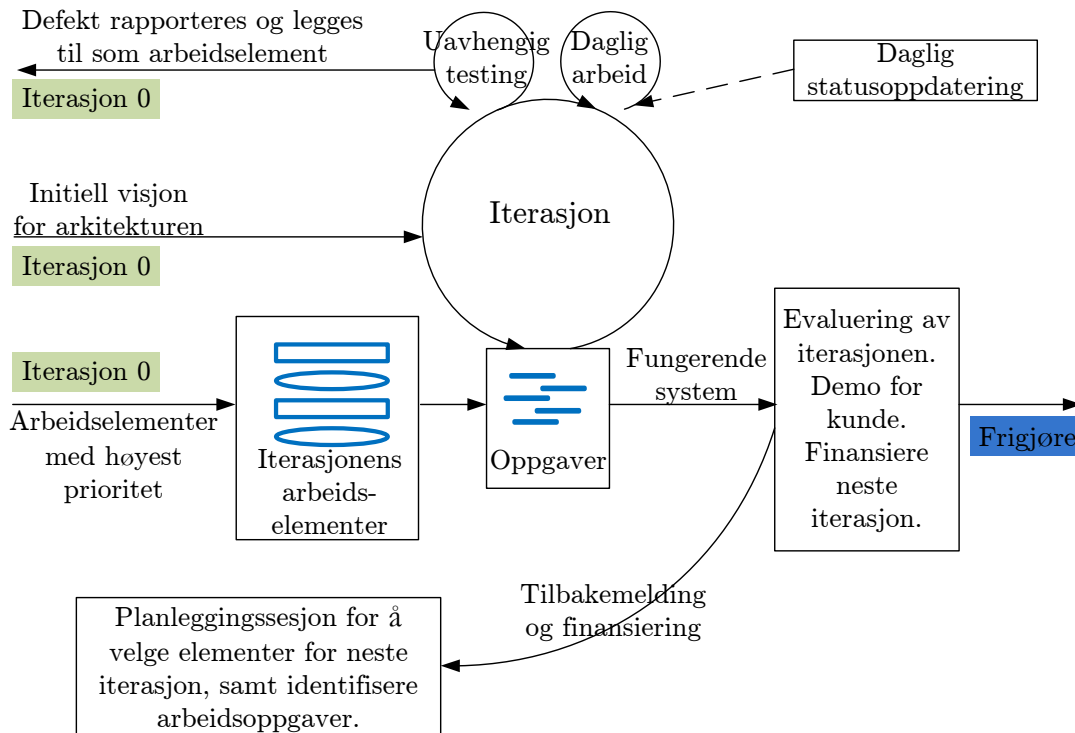 Defekt rapporteres og legges
til som arbeidselement
Iterasjon 0
Uavhengig
testing
Daglig
arbeid
Daglig
statusoppdatering
Initiell visjon
for arkitekturen
Iterasjon 0
Iterasjon
Iterasjon 0
Arbeidselementer
med høyest
prioritet
Iterasjonens
arbeids-
elementer
Oppgaver
Fungerende
system
Evaluering av
iterasjonen.
Demo for
kunde.
Finansiere
neste
iterasjon.
Frigjøre
Tilbakemelding
og finansiering
Planleggingssesjon for å
velge elementer for neste
iterasjon, samt identifisere
arbeidsoppgaver.